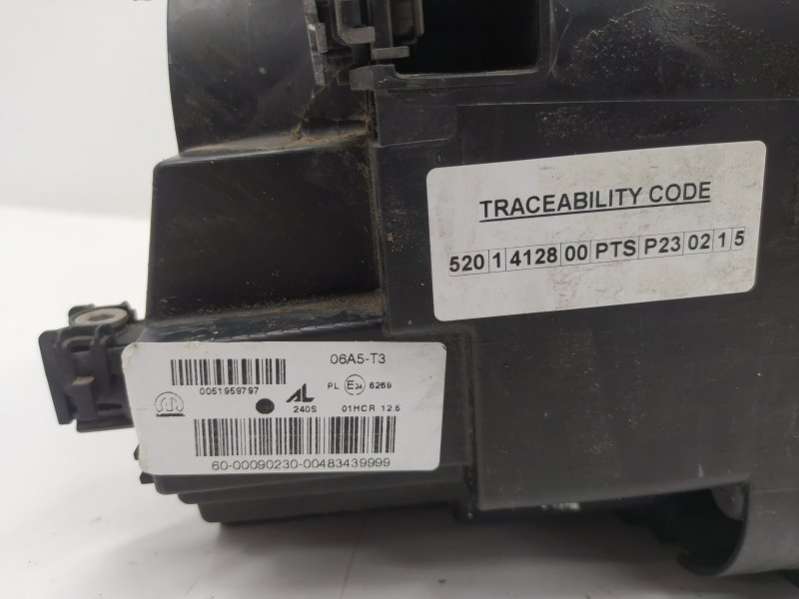 TRACEABILITY CODE
520 1 4128 00 PTS P23 02 1 5
06A5-T3
0051959797
PL E24 6269
AL
240S 01HCR 12.5
60-00090230-00483439999